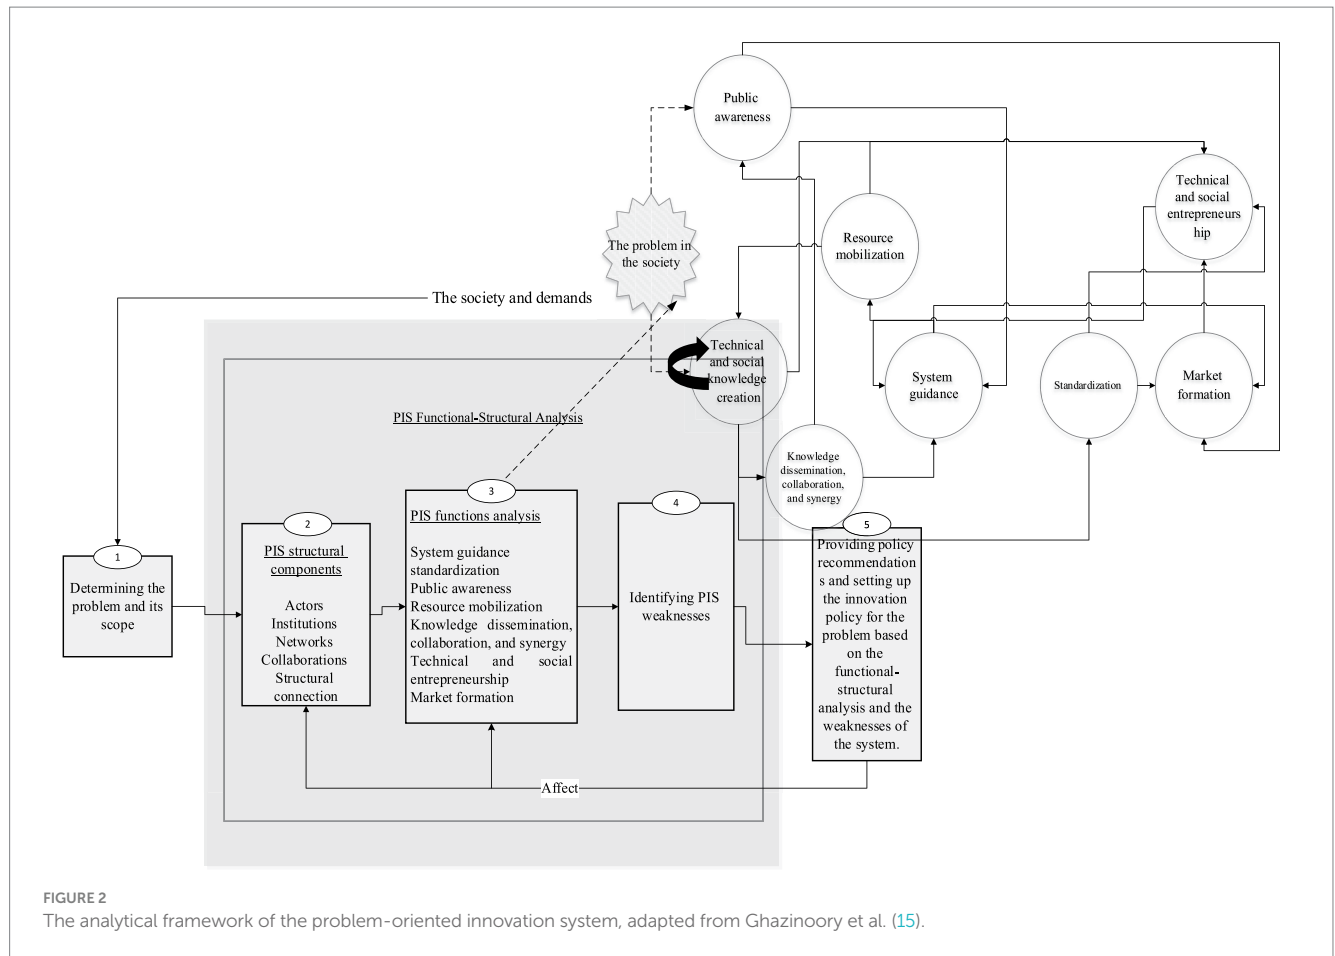 Public
awareness
Technical
and social
entrepreneurs
hip
Resource
mobilization
The problem in
the society
The society and demands
Technical
and social
knowledge
creation
System
guidance
Standardization
Market
formation
PIS Functional-Structural Analysis
Knowledge
dissemination,
collaboration,
and synergy
1
Determining the
problem and its
scope
2
PIS structural
components
Actors
Institutions
Networks
Collaborations
Structural
connection
3
PIS functions analysis
System guidance
standardization
Public awareness
Resource mobilization
Knowledge dissemination,
collaboration, and synergy
Technical and social
entrepreneurship
Market formation
4
Identifying PIS
weaknesses
5
Providing policy
recommendation
s and setting up
the innovation
policy for the
problem based
on the
functional-
structural
analysis and the
weaknesses of
the system.
Affect
FIGURE 2
The analytical framework of the problem-oriented innovation system, adapted from Ghazinoory et al. (15).